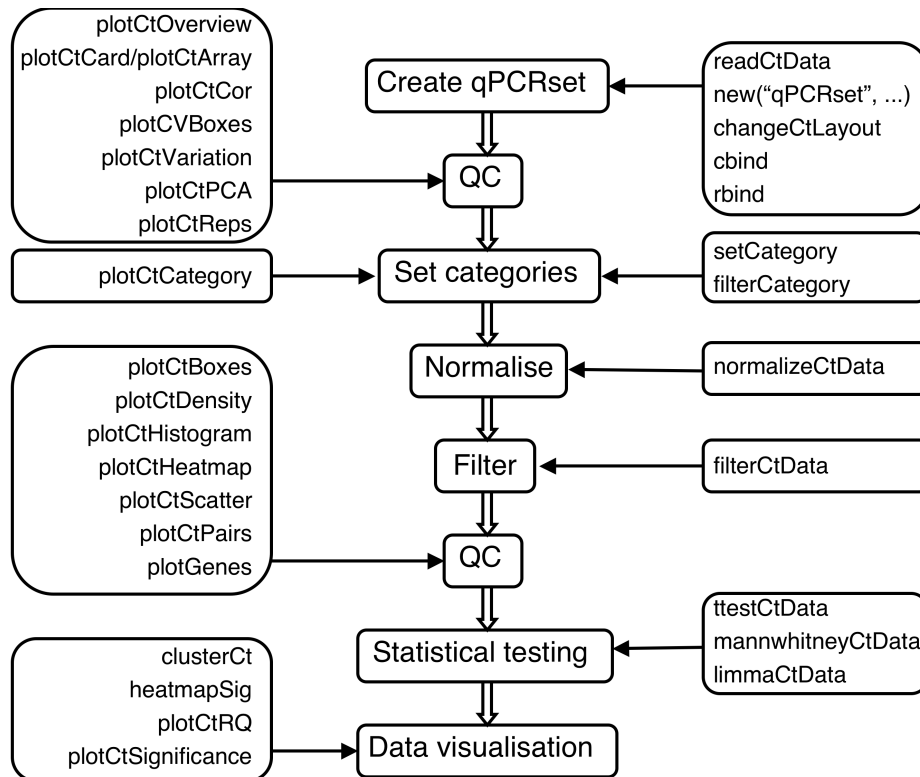 plotCtOverview
plotCtCard/plotCtArray
plotCtCor
plotCVBoxes
plotCtVariation
plotCtPCA
plotCtReps
plotCtCategory
plotCtBoxes
plotCtDensity
plotCtHistogram
plotCtHeatmap
plotCtScatter
plotCtPairs
plotGenes
clusterCt
heatmapSig
plotCtRQ
plotCtSignificance
Create qPCRset
QC
Set categories
Normalise
Filter
QC
Statistical testing
Data visualisation
readCtData
new(“qPCRset”, ...)
changeCtLayout
cbind
rbind
setCategory
filterCategory
normalizeCtData
filterCtData
ttestCtData
mannwhitneyCtData
limmaCtData